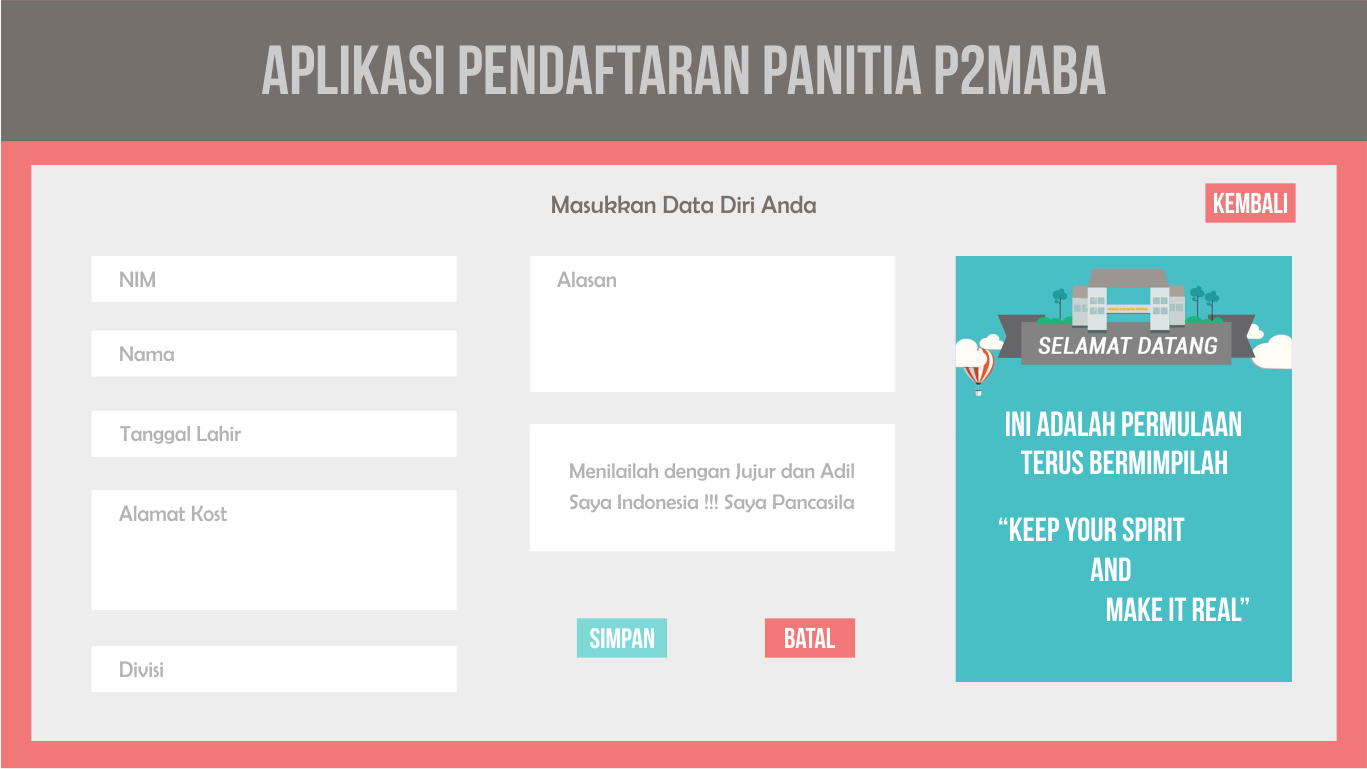 APLIKASI PENDAFTARAN PANITIA P2MABA
Masukkan Data Diri Anda
KEMBALI
NIM
Nama
Tanggal Lahir
Alamat Kost
Divisi
Alasan
Menilailah dengan Jujur dan Adil
Saya Indonesia !!! Saya Pancasila
SIMPAN
BATAL
SELAMAT DATANG
INI ADALAH PERMULAAN
TERUS BERMIMPILAH
“KEEP YOUR SPIRIT
AND
MAKE IT REAL”